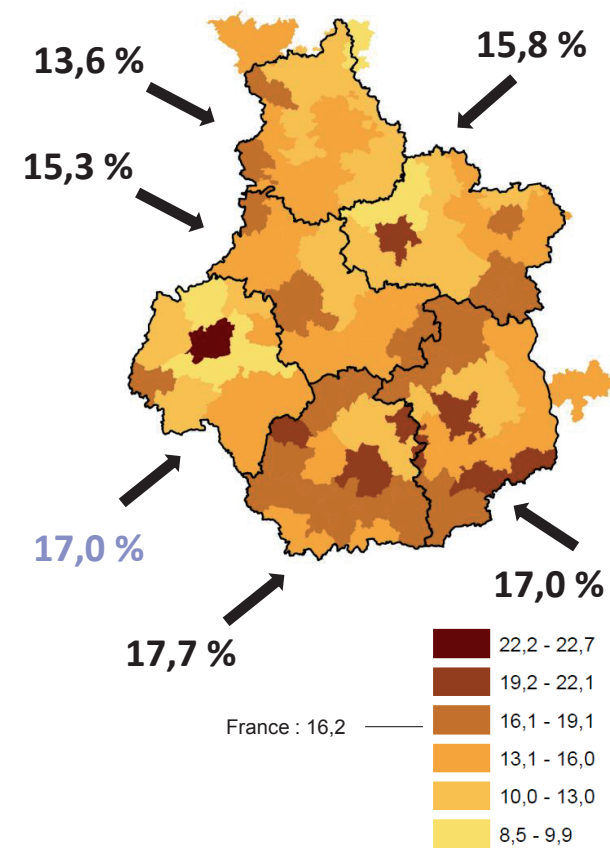 13,6 %
15,8 %
15,3 %
17,0 %
17,0 %
17,7 %
22,2 - 22,7
19,2 - 22,1
France : 16,2
16,1 - 19,1
13,1 - 16,0
10,0 - 13,0
8,5 - 9,9